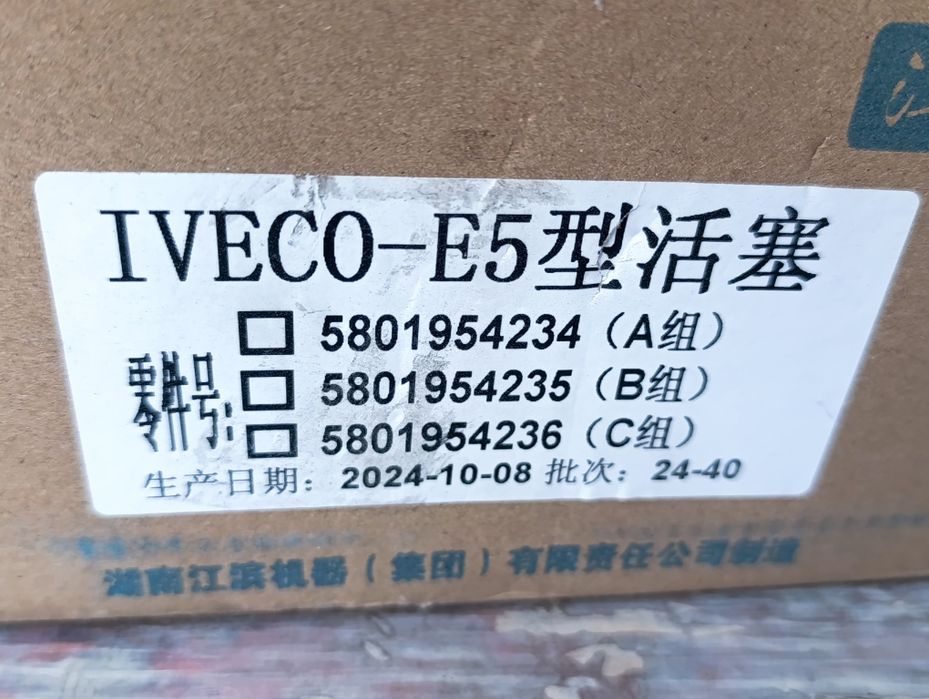 江
IVECO-E5型活塞
零件号:
□ 5801954234（A组）
□ 5801954235（B组）
□ 5801954236（C组）
生产日期：2024-10-08 批次：24-40
湖南江滨机器（集团）有限责任公司制造